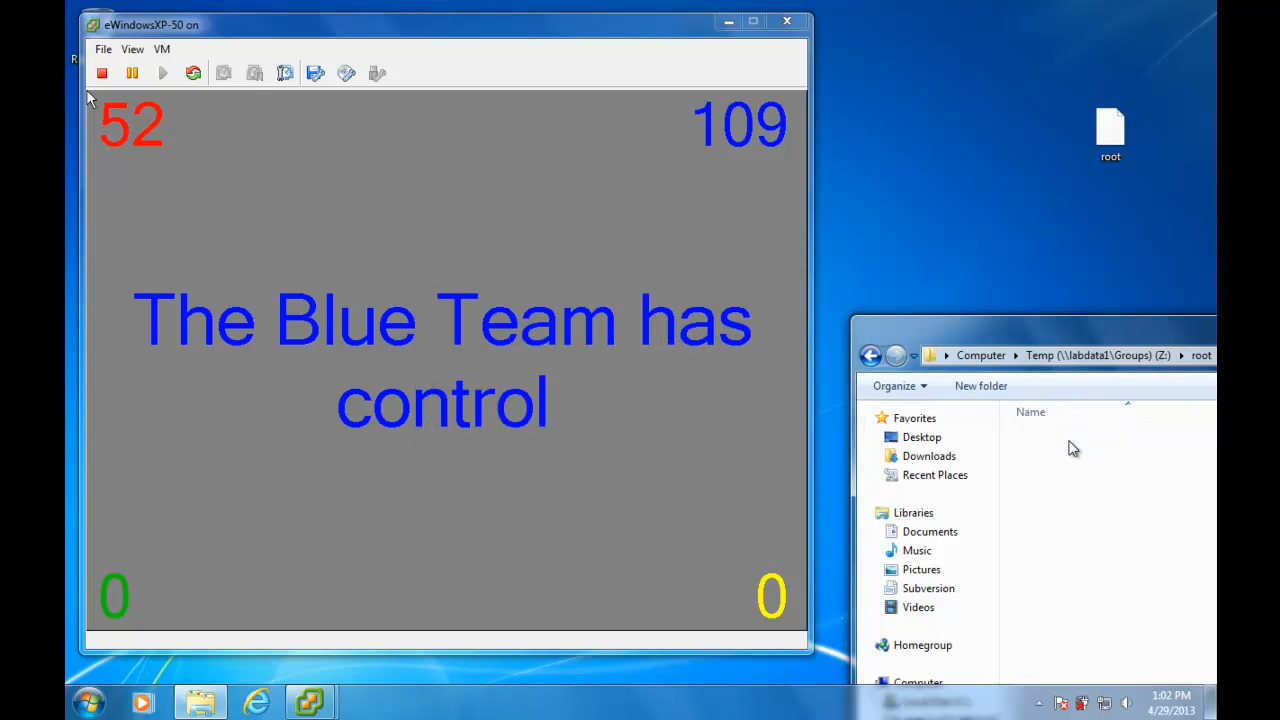 eWindowsXP-50 on
File View VM
52
109
The Blue Team has
control
0
0
root
Computer Temp (\\labdata1\Groups) (Z:) root
Organize New folder
Name
Favorites
Desktop
Downloads
Recent Places
Libraries
Documents
Music
Pictures
Subversion
Videos
Homegroup
Computer
1:02 PM
4/29/2013